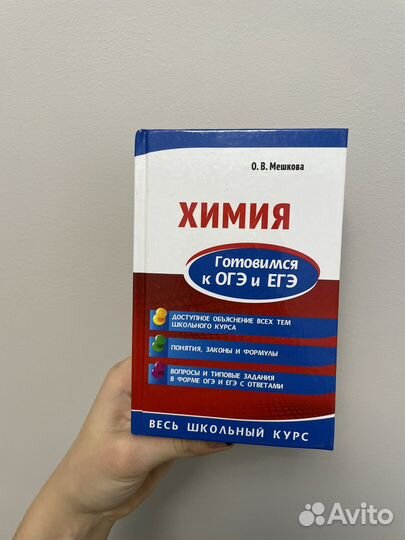 О. В. Мешкова
ХИМИЯ
Готовимся
к ОГЭ и ЕГЭ
ДОСТУПНОЕ ОБЪЯСНЕНИЕ ВСЕХ ТЕМ
ШКОЛЬНОГО КУРСА
ПОНЯТИЯ, ЗАКОНЫ И ФОРМУЛЫ
ВОПРОСЫ И ТИПОВЫЕ ЗАДАНИЯ
В ФОРМЕ ОГЭ И ЕГЭ С ОТВЕТАМИ
ВЕСЬ ШКОЛЬНЫЙ КУРС
Avito